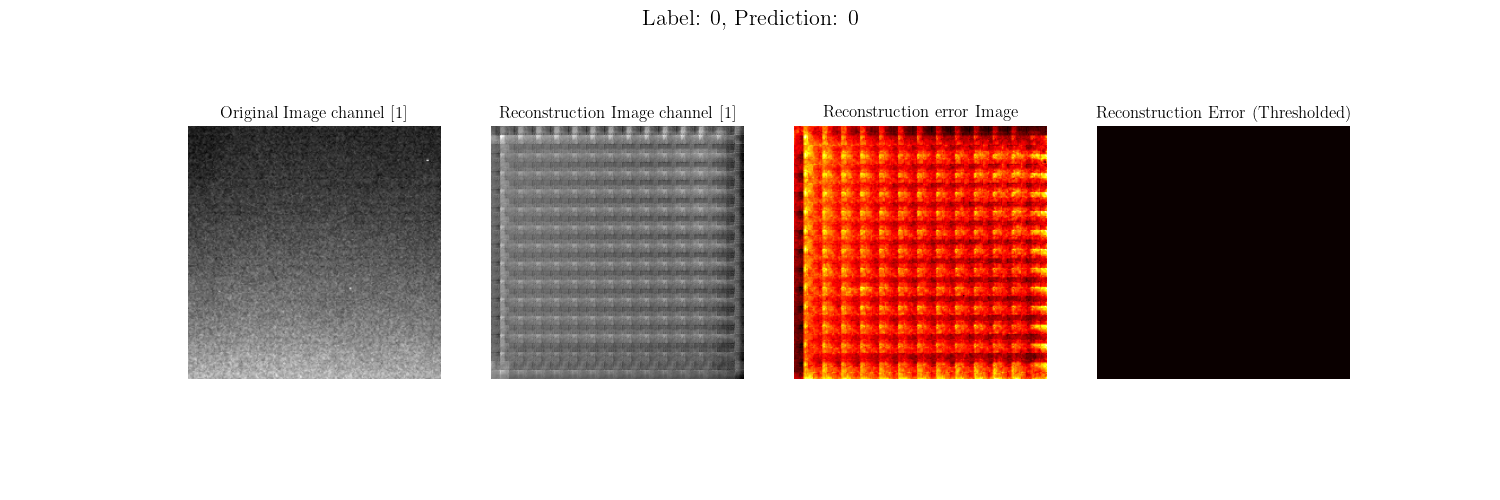 Label: 0, Prediction: 0
Original Image channel [1]
Reconstruction Image channel [1]
Reconstruction error Image
Reconstruction Error (Thresholded)